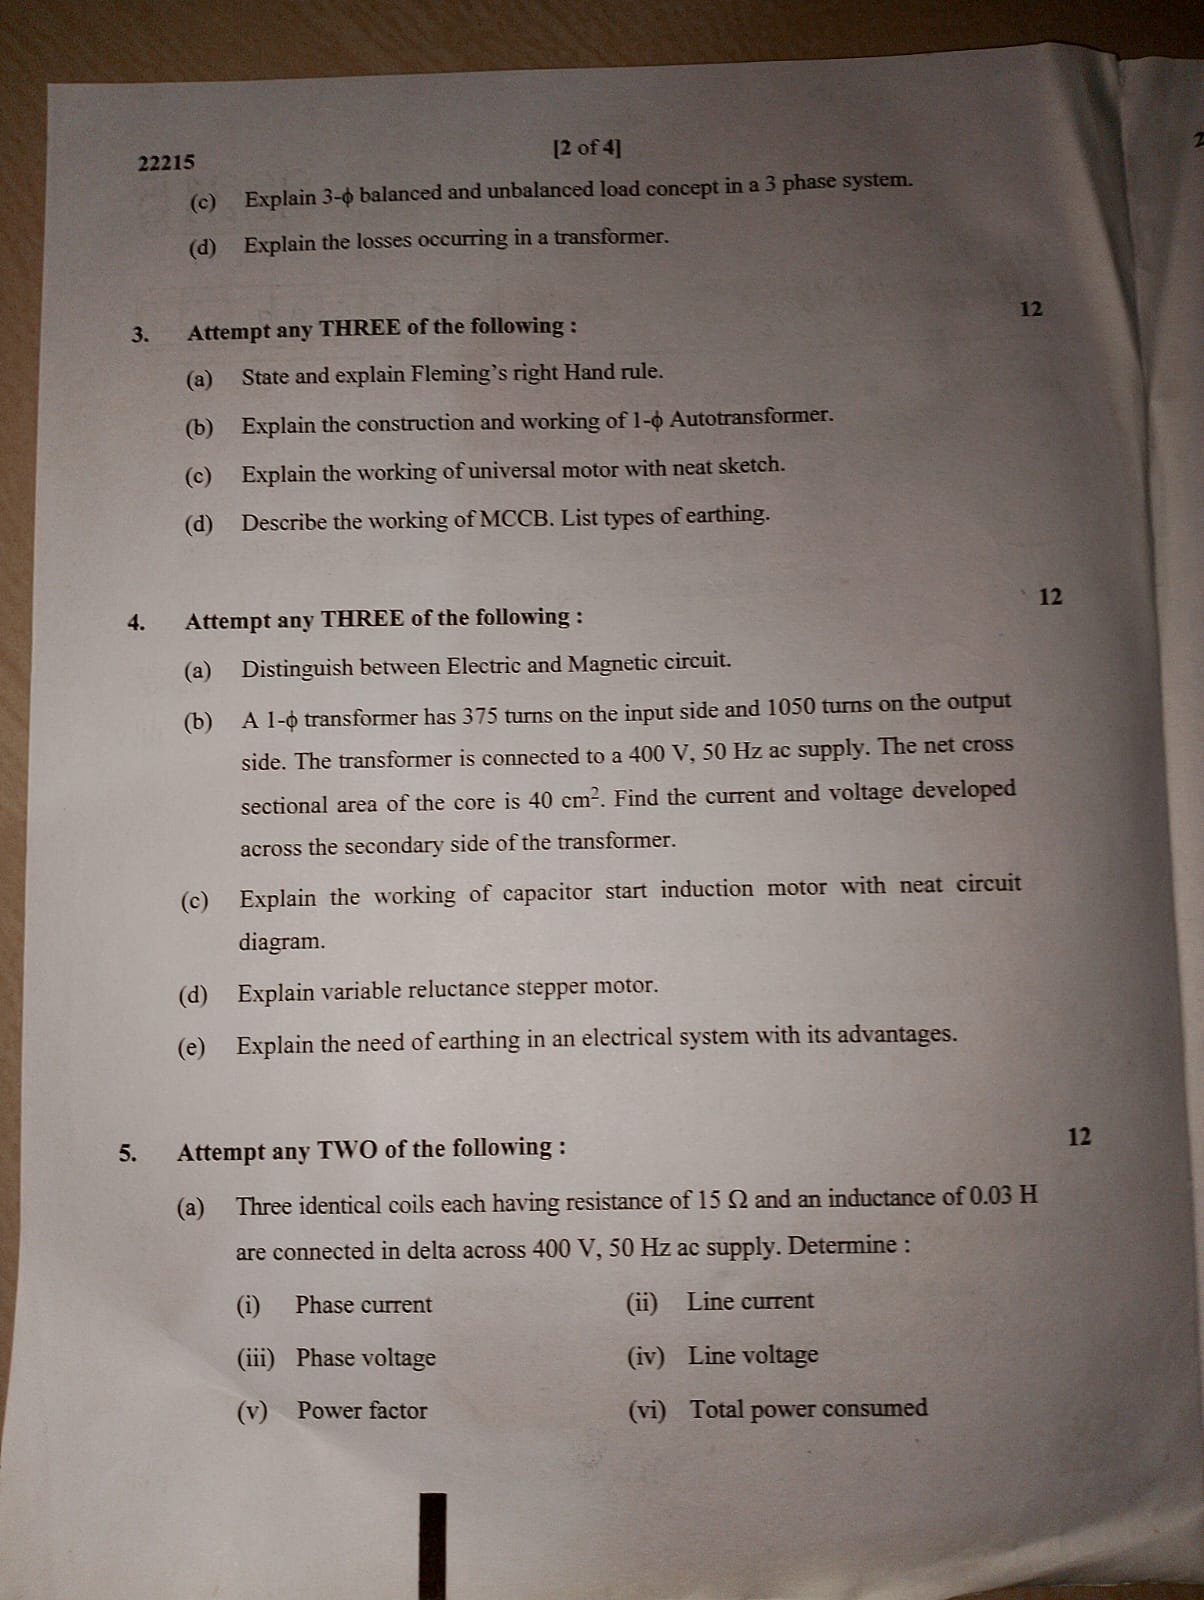 22215
[2 of 4]
(c) Explain 3-ϕ balanced and unbalanced load concept in a 3 phase system.
(d) Explain the losses occurring in a transformer.
3. Attempt any THREE of the following : 12
(a) State and explain Fleming’s right Hand rule.
(b) Explain the construction and working of 1-ϕ Autotransformer.
(c) Explain the working of universal motor with neat sketch.
(d) Describe the working of MCCB. List types of earthing.
4. Attempt any THREE of the following : 12
(a) Distinguish between Electric and Magnetic circuit.
(b) A 1-ϕ transformer has 375 turns on the input side and 1050 turns on the output
side. The transformer is connected to a 400 V, 50 Hz ac supply. The net cross
sectional area of the core is 40 cm². Find the current and voltage developed
across the secondary side of the transformer.
(c) Explain the working of capacitor start induction motor with neat circuit
diagram.
(d) Explain variable reluctance stepper motor.
(e) Explain the need of earthing in an electrical system with its advantages.
5. Attempt any TWO of the following : 12
(a) Three identical coils each having resistance of 15 Ω and an inductance of 0.03 H
are connected in delta across 400 V, 50 Hz ac supply. Determine :
(i) Phase current (ii) Line current
(iii) Phase voltage (iv) Line voltage
(v) Power factor (vi) Total power consumed